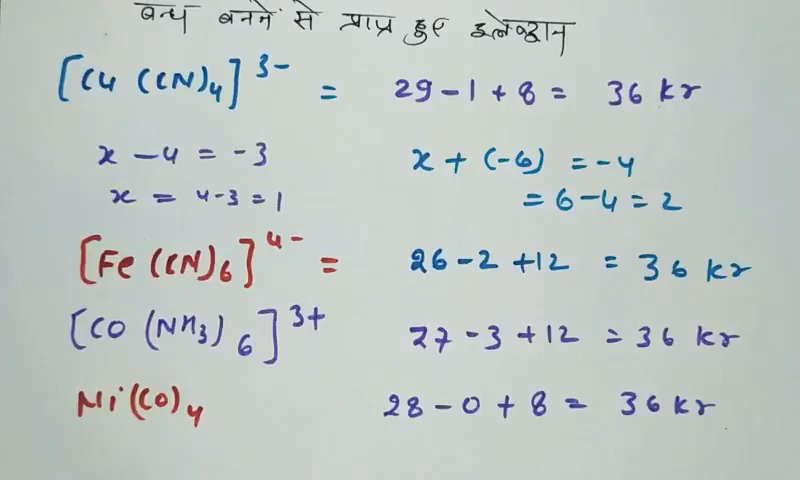 बन्ध बनने से प्राप्त हुए इलेक्ट्रान
[Cu (CN)4]3- = 29-1+8 = 36 Kr
x - 4 = -3 x + (-6) = -4
x = 4-3 = 1 = 6-4 = 2
[Fe (CN)6]4- = 26-2+12 = 36 Kr
[CO (NH3)6]3+ 27-3+12 = 36 Kr
Ni(CO)4 28-0+8 = 36 Kr